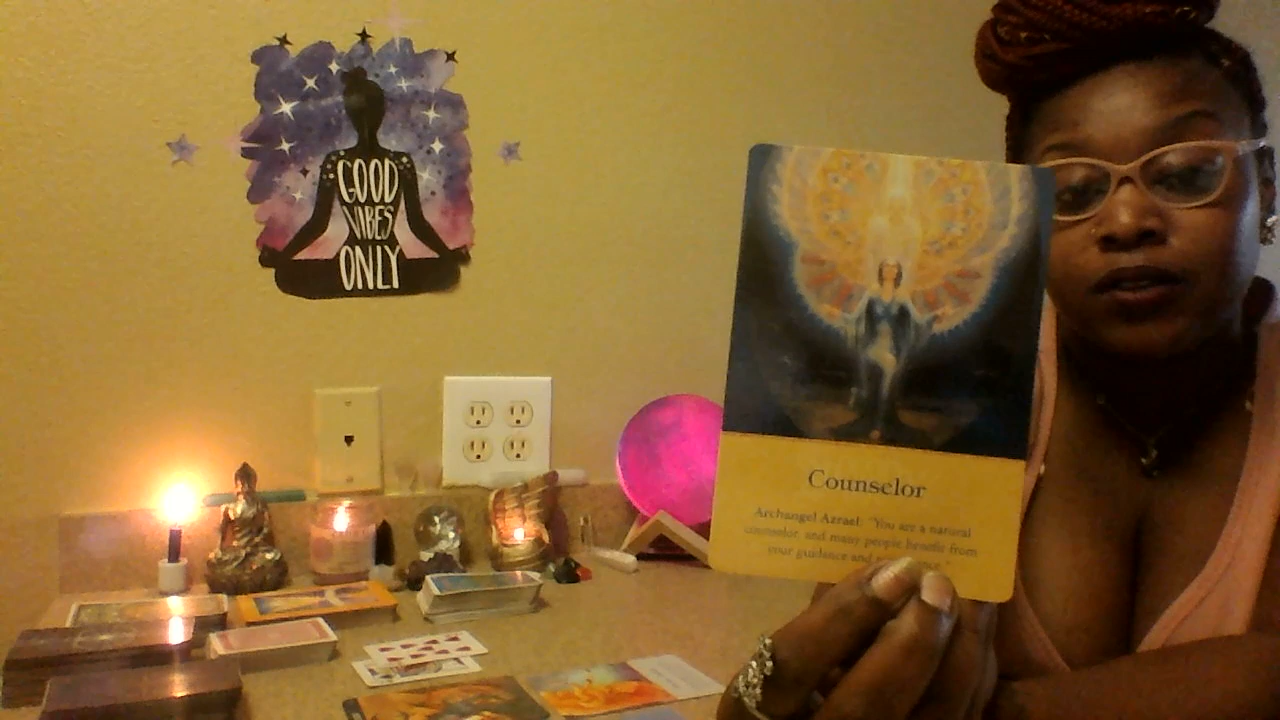 GOOD
VIBES
ONLY
Counselor
Archangel Azrael: "You are a natural
counselor, and many people benefit from
your guidance and